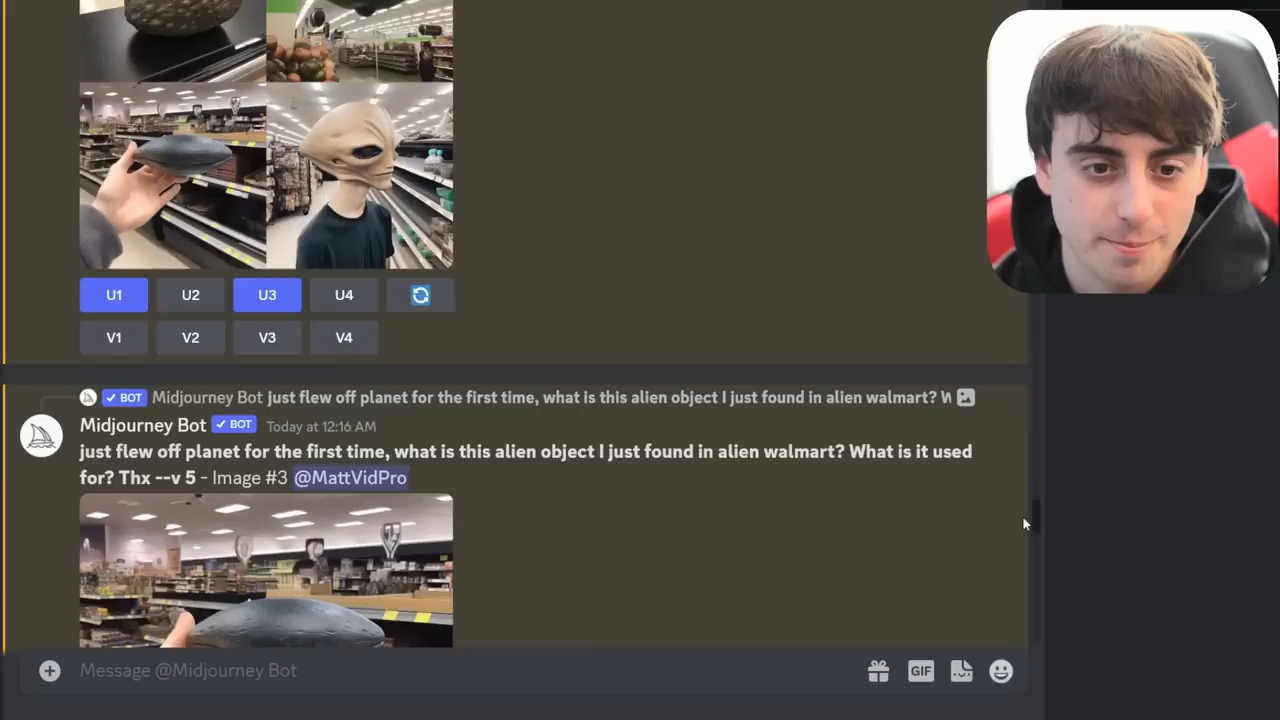 U1 U2 U3 U4
V1 V2 V3 V4
BOT Midjourney Bot just flew off planet for the first time, what is this alien object I just found in alien walmart? W
Midjourney Bot BOT Today at 12:16 AM
just flew off planet for the first time, what is this alien object I just found in alien walmart? What is it used
for? Thx --v 5 - Image #3 @MattVidPro
Message @Midjourney Bot GIF